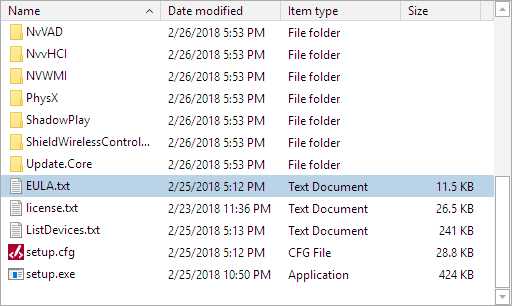 Name Date modified Item type Size
NvVAD 2/26/2018 5:53 PM File folder
NvvHCI 2/26/2018 5:53 PM File folder
NVWMI 2/26/2018 5:53 PM File folder
PhysX 2/26/2018 5:53 PM File folder
ShadowPlay 2/26/2018 5:53 PM File folder
ShieldWirelessControl... 2/26/2018 5:53 PM File folder
Update.Core 2/26/2018 5:53 PM File folder
EULA.txt 2/25/2018 5:12 PM Text Document 11.5 KB
license.txt 2/23/2018 11:36 PM Text Document 26.5 KB
ListDevices.txt 2/25/2018 5:13 PM Text Document 241 KB
setup.cfg 2/25/2018 5:12 PM CFG File 28.8 KB
setup.exe 2/25/2018 10:50 PM Application 424 KB